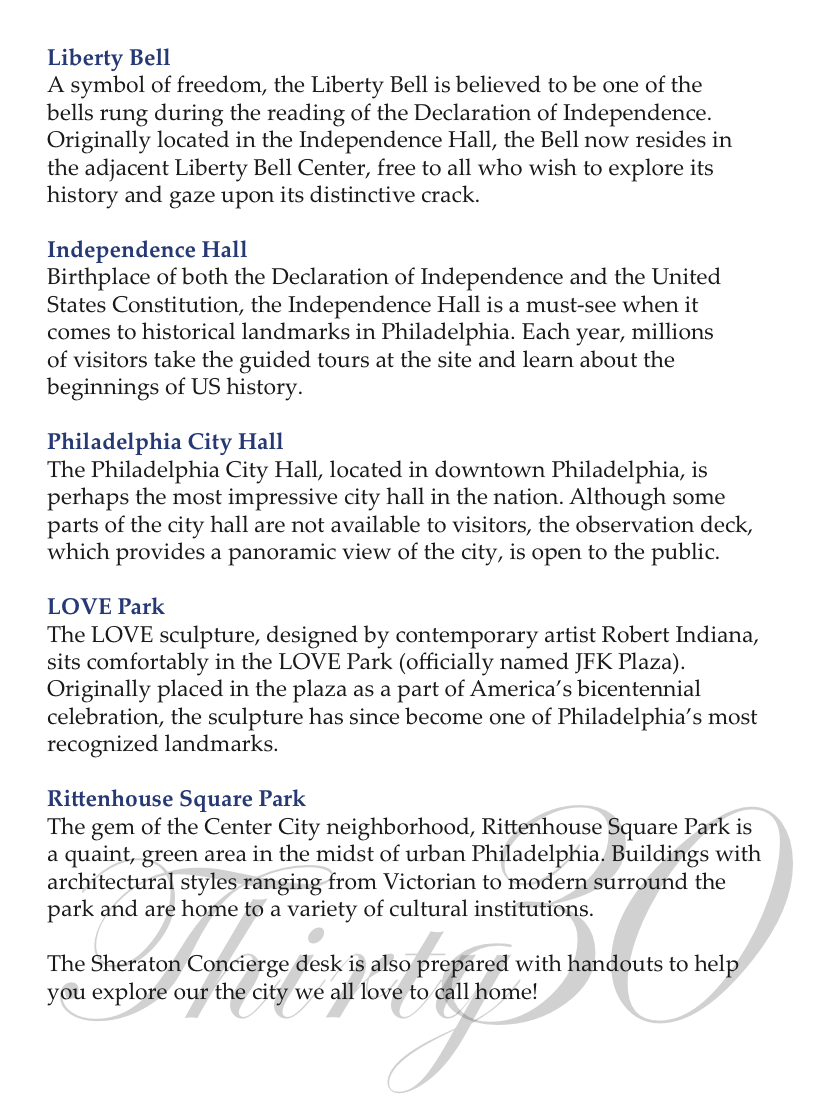 Liberty Bell
A symbol of freedom, the Liberty Bell is believed to be one of the
bells rung during the reading of the Declaration of Independence.
Originally located in the Independence Hall, the Bell now resides in
the adjacent Liberty Bell Center, free to all who wish to explore its
history and gaze upon its distinctive crack.
Independence Hall
Birthplace of both the Declaration of Independence and the United
States Constitution, the Independence Hall is a must-see when it
comes to historical landmarks in Philadelphia. Each year, millions
of visitors take the guided tours at the site and learn about the
beginnings of US history.
Philadelphia City Hall
The Philadelphia City Hall, located in downtown Philadelphia, is
perhaps the most impressive city hall in the nation. Although some
parts of the city hall are not available to visitors, the observation deck,
which provides a panoramic view of the city, is open to the public.
LOVE Park
The LOVE sculpture, designed by contemporary artist Robert Indiana,
sits comfortably in the LOVE Park (officially named JFK Plaza).
Originally placed in the plaza as a part of America's bicentennial
celebration, the sculpture has since become one of Philadelphia's most
recognized landmarks.
Rittenhouse Square Park
The gem of the Center City neighborhood, Rittenhouse Square Park is
a quaint, green area in the midst of urban Philadelphia. Buildings with
architectural styles ranging from Victorian to modern surround the
park and are home to a variety of cultural institutions.
The Sheraton Concierge desk is also prepared with handouts to help
you explore our the city we all love to call home!
Thirty30